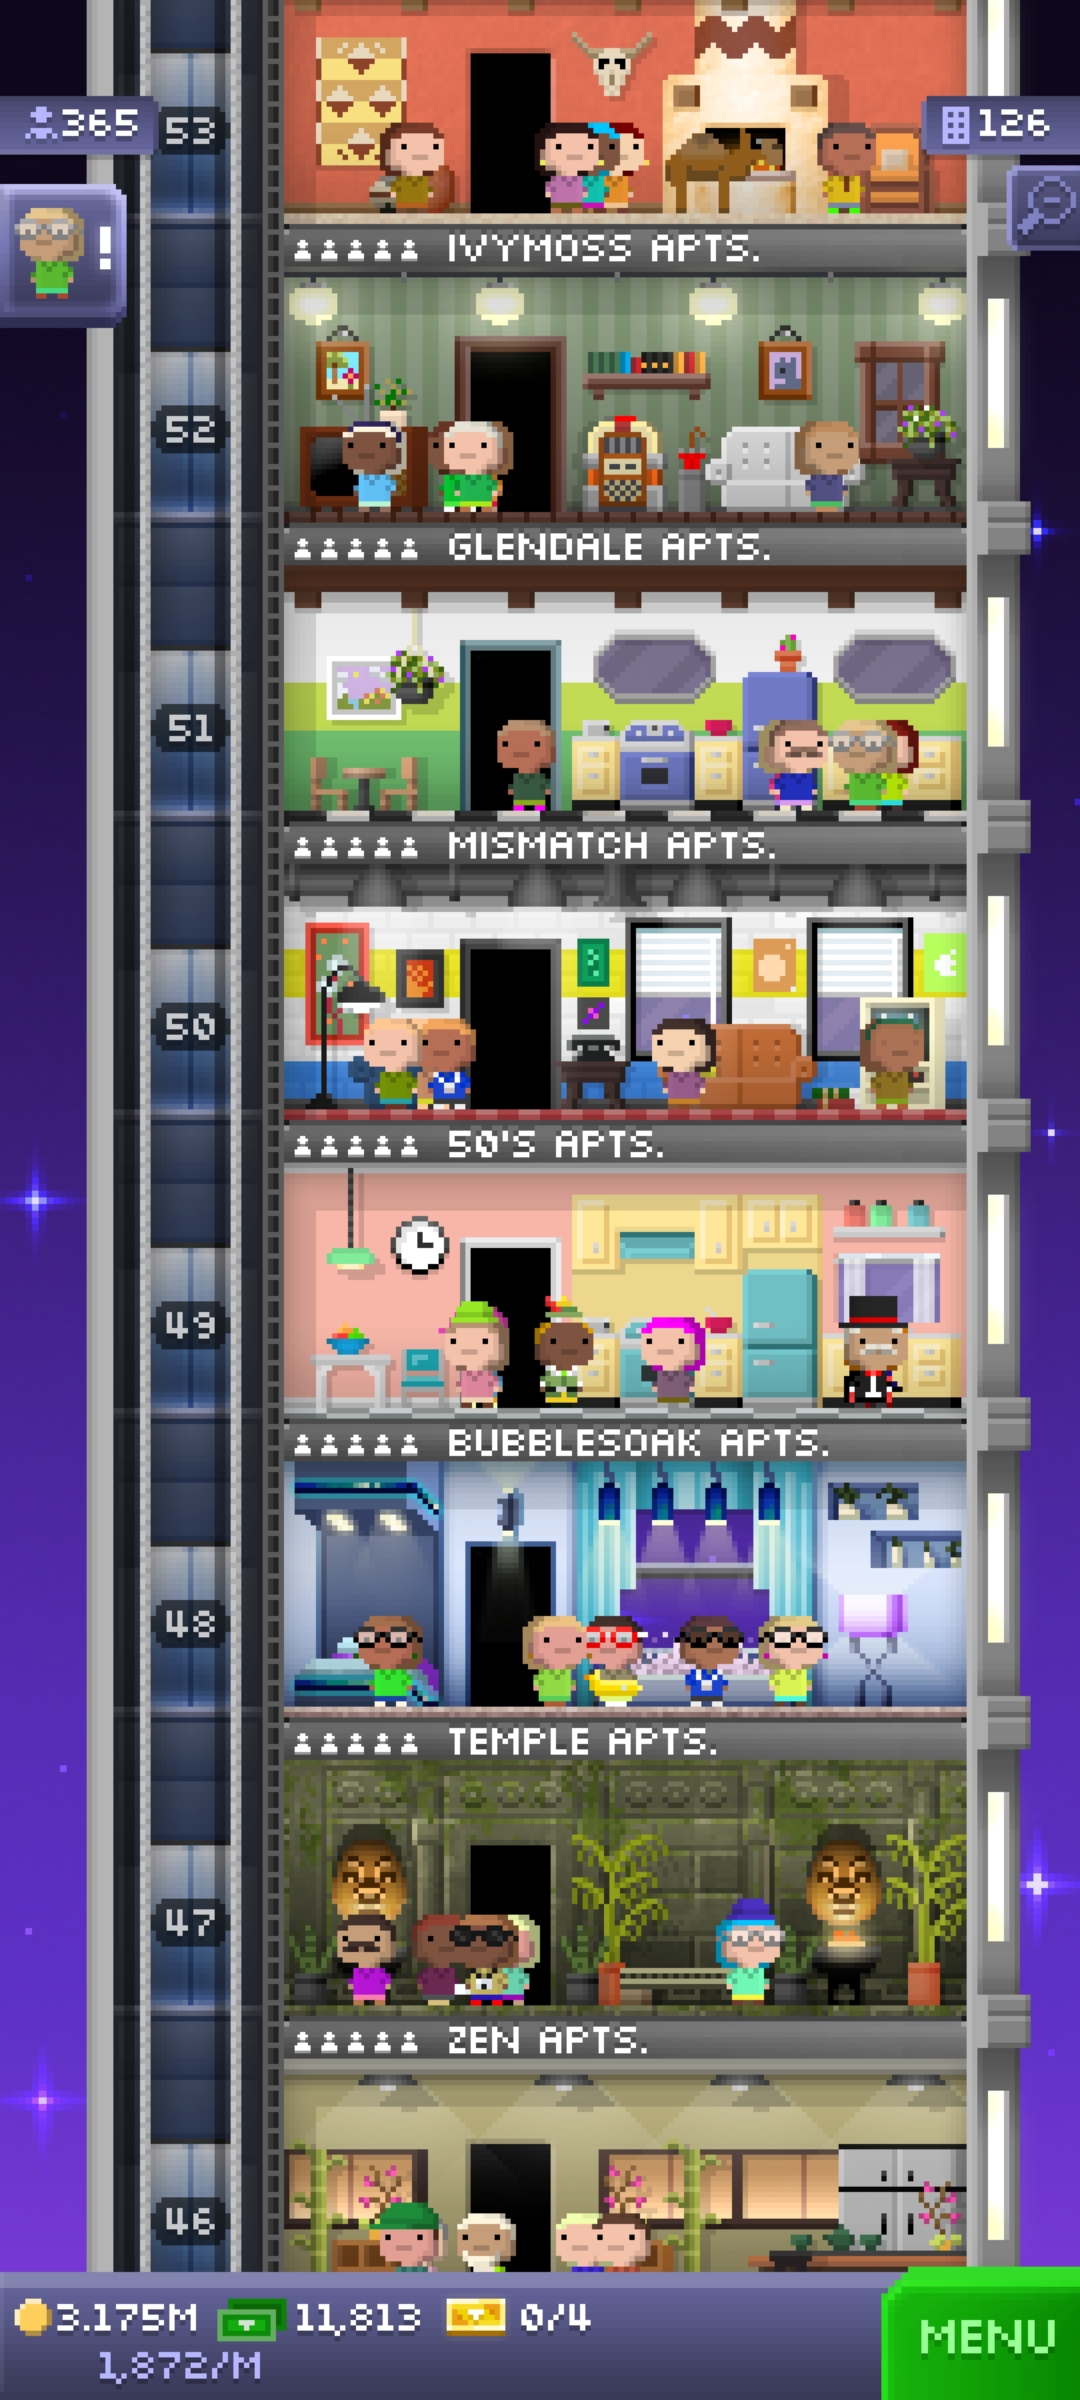 365
53
126
!
IVYMOSS APTS.
52
GLENDALE APTS.
51
MISMATCH APTS.
50
50'S APTS.
49
BUBBLESOAK APTS.
48
TEMPLE APTS.
47
ZEN APTS.
46
3.175M 11,813 0/4
1,872/M
MENU